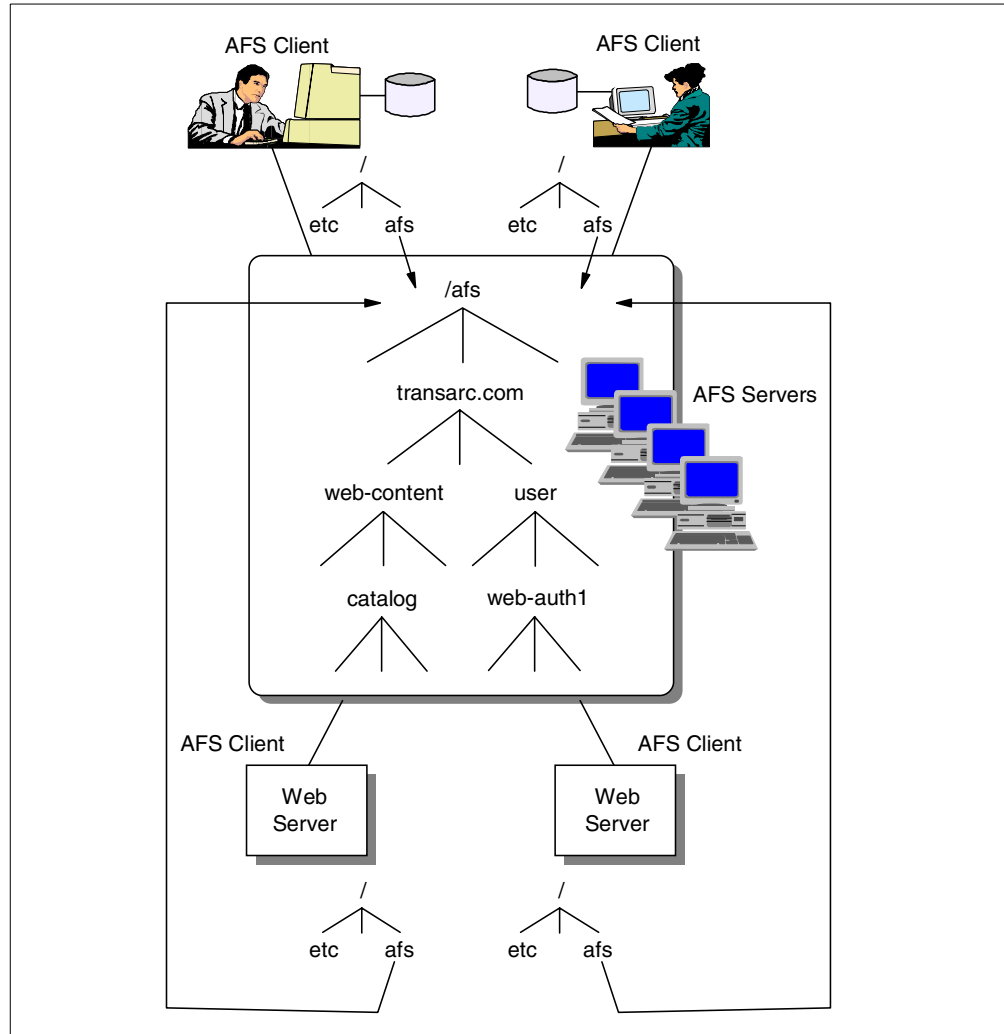 AFS Client
AFS Client
/
/
etc
afs
etc
afs
/afs
transarc.com
AFS Servers
web-content
user
catalog
web-auth1
AFS Client
AFS Client
Web
Server
Web
Server
/
/
etc
afs
etc
afs